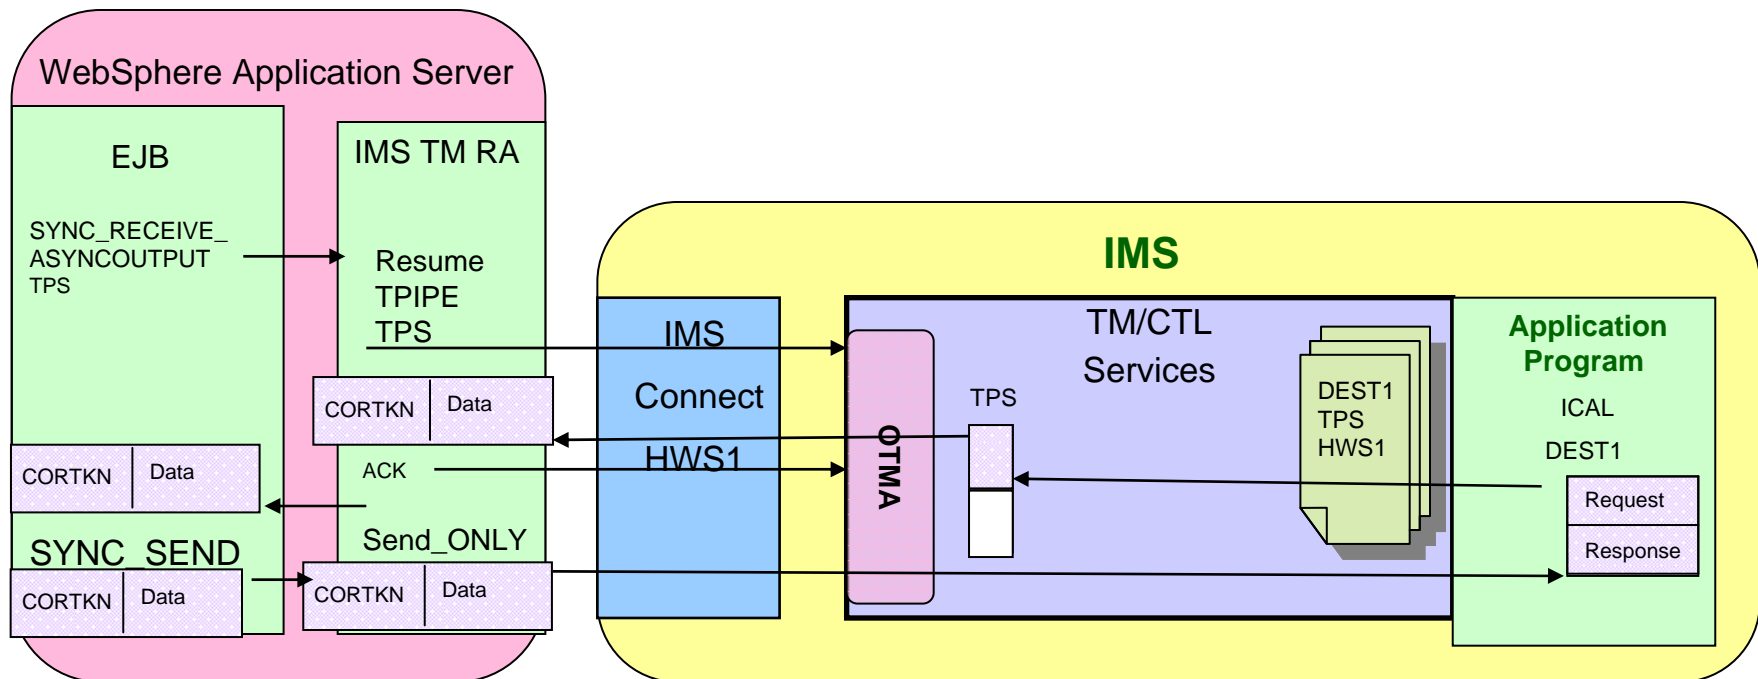 WebSphere Application Server
EJB
SYNC_RECEIVE_
ASYNCOUTPUT
TPS
CORTKN
Data
SYNC_SEND
CORTKN
Data
IMS TM RA
Resume
TPIPE
TPS
CORTKN
Data
ACK
Send_ONLY
CORTKN
Data
IMS
IMS
Connect
HWS1
OTMA
TM/CTL
Services
TPS
DEST1
TPS
HWS1
Application
Program
ICAL
DEST1
Request
Response